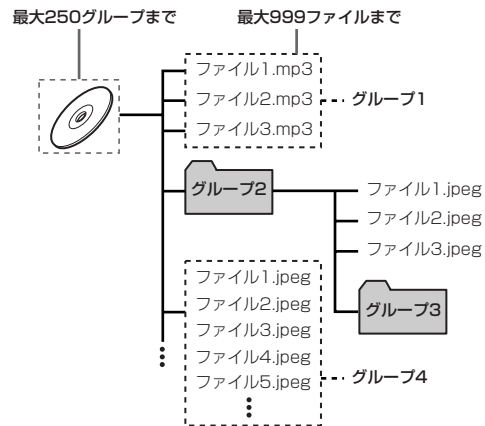 最大250グループまで
最大999ファイルまで
ファイル1.mp3
ファイル2.mp3
ファイル3.mp3
グループ1
グループ2
ファイル1.jpeg
ファイル2.jpeg
ファイル3.jpeg
グループ3
ファイル1.jpeg
ファイル2.jpeg
ファイル3.jpeg
ファイル4.jpeg
ファイル5.jpeg
グループ4